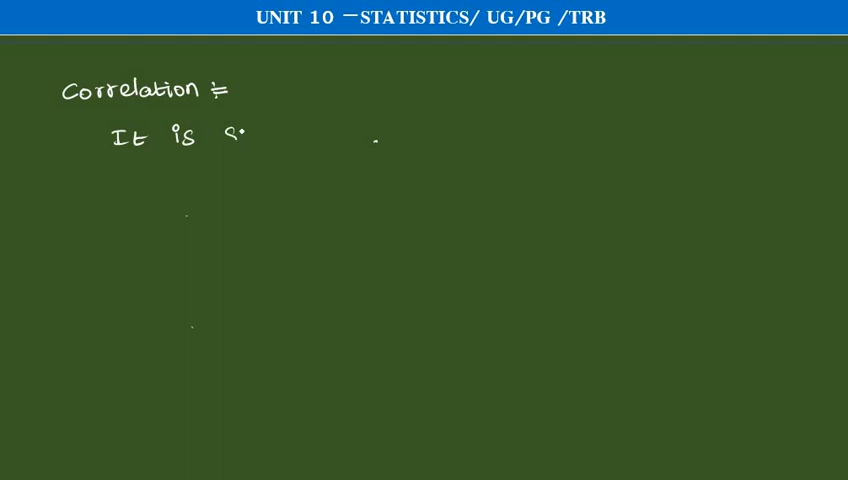 UNIT 10 –STATISTICS/ UG/PG /TRB
Correlation :=
It is